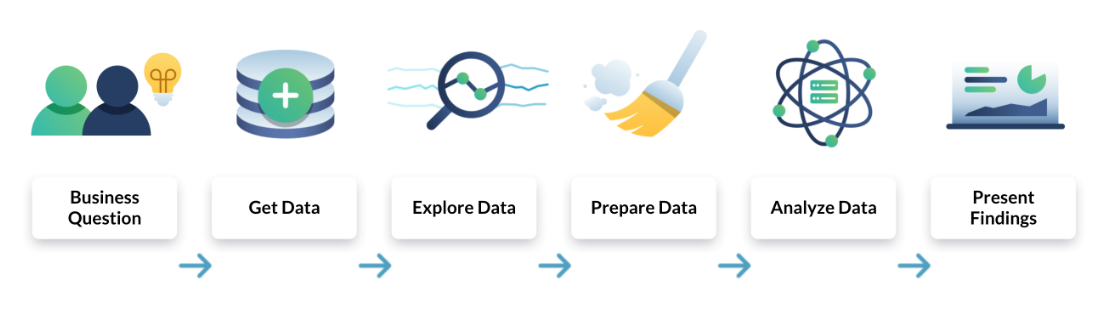 Business
Question
Get Data
Explore Data
Prepare Data
Analyze Data
Present
Findings